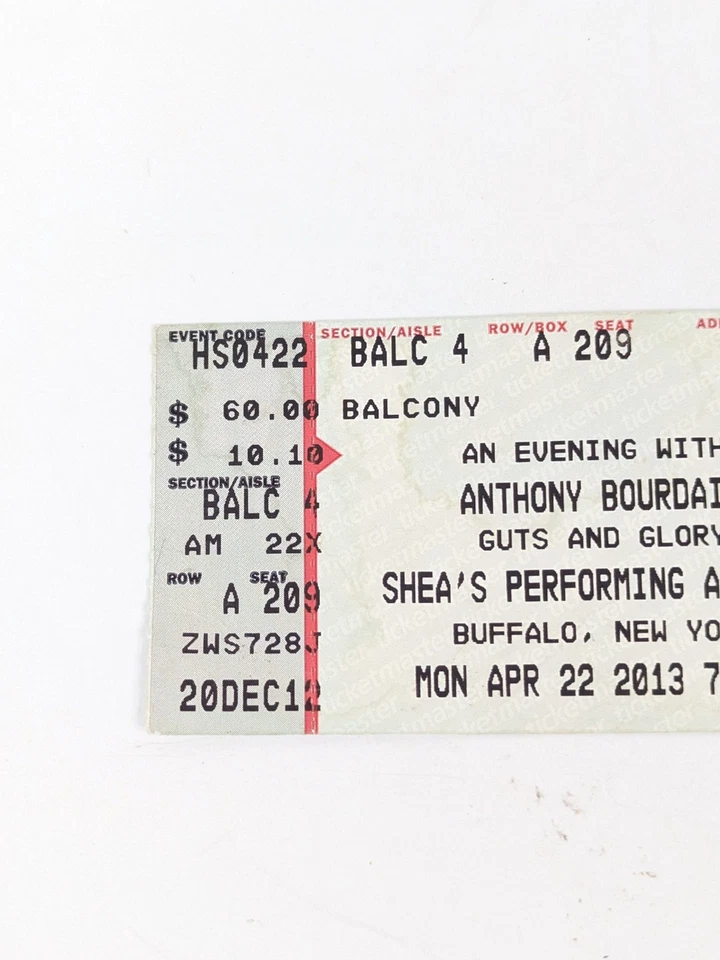 EVENT CODE SECTION/AISLE ROW/BOX SEAT AD
HS0422 BALC 4 A 209
$ 60.00 BALCONY
$ 10.10 AN EVENING WITH
SECTION/AISLE
BALC 4 ANTHONY BOURDAI
AM 22X GUTS AND GLORY
ROW SEAT
A 209 SHEA'S PERFORMING A
ZWS728J BUFFALO, NEW YO
20DEC12 MON APR 22 2013 7
ticketmaster